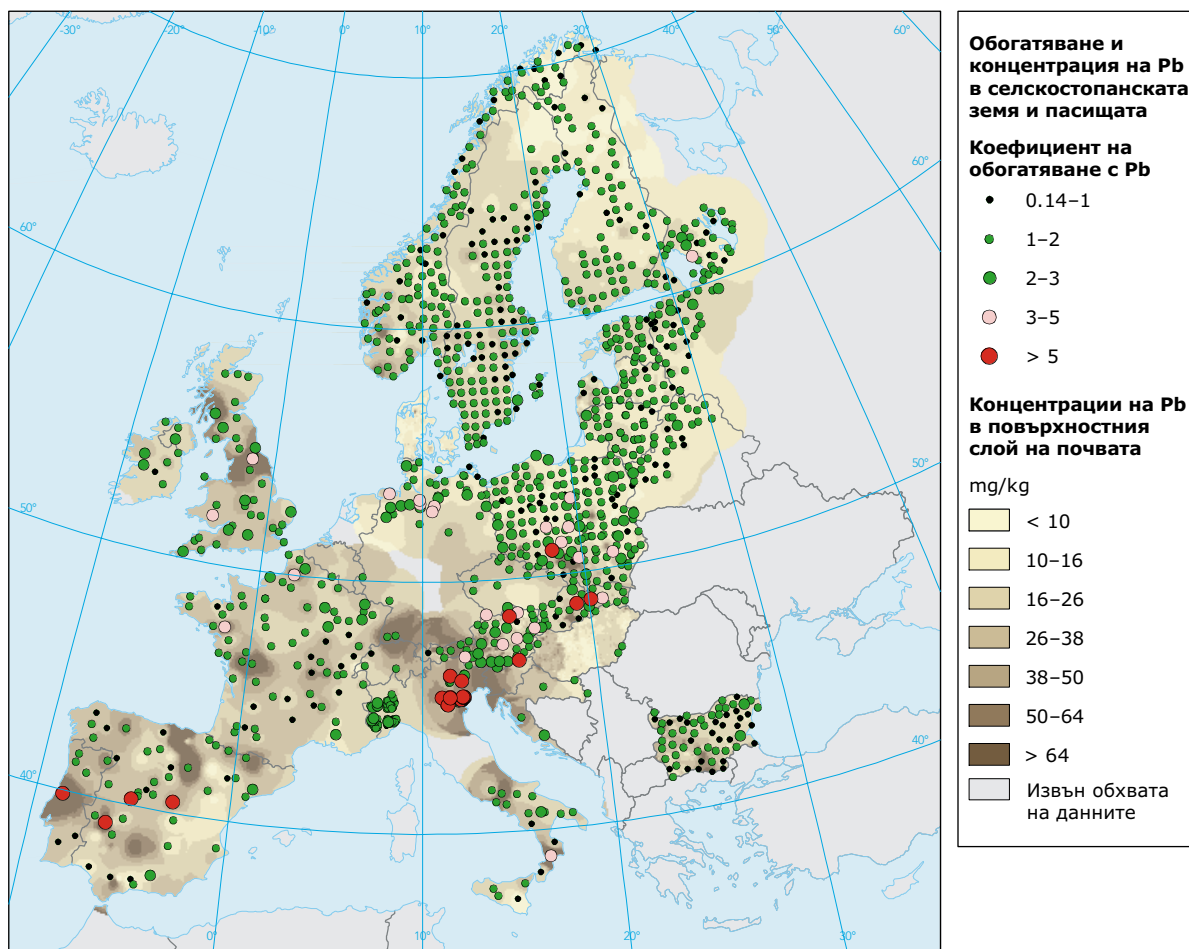 -30°
-20°
-10°
0°
10°
20°
30°
40°
50°
60°
60°
60°
50°
50°
40°
40°
0°
10°
20°
30°
Обогатяване и
концентрация на Pb
в селскостопанската
земя и пасищата
Коефициент на
обогатяване с Pb
0.14–1
1–2
2–3
3–5
> 5
Концентрации на Pb
в повърхностния
слой на почвата
mg/kg
< 10
10–16
16–26
26–38
38–50
50–64
> 64
Извън обхвата
на данните